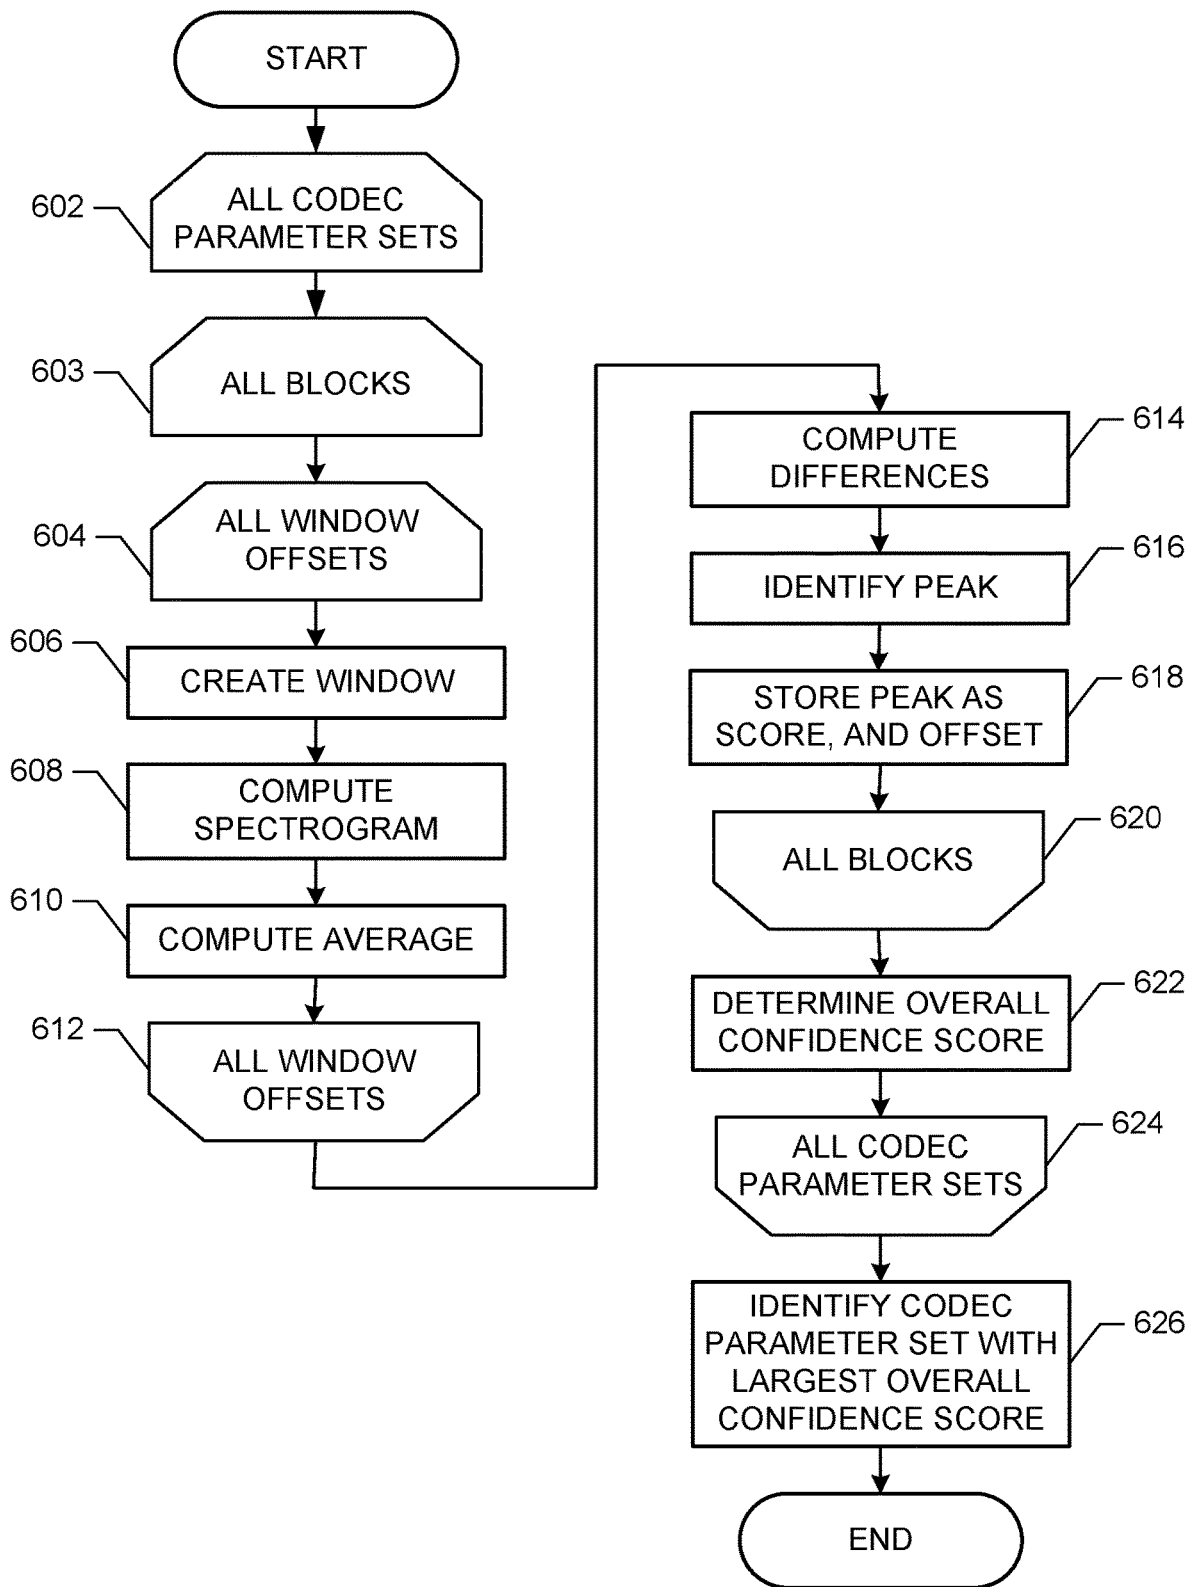 START
602
ALL CODEC
PARAMETER SETS
603
ALL BLOCKS
604
ALL WINDOW
OFFSETS
606
CREATE WINDOW
608
COMPUTE
SPECTROGRAM
610
COMPUTE AVERAGE
612
ALL WINDOW
OFFSETS
614
COMPUTE
DIFFERENCES
616
IDENTIFY PEAK
618
STORE PEAK AS
SCORE, AND OFFSET
620
ALL BLOCKS
622
DETERMINE OVERALL
CONFIDENCE SCORE
624
ALL CODEC
PARAMETER SETS
626
IDENTIFY CODEC
PARAMETER SET WITH
LARGEST OVERALL
CONFIDENCE SCORE
END